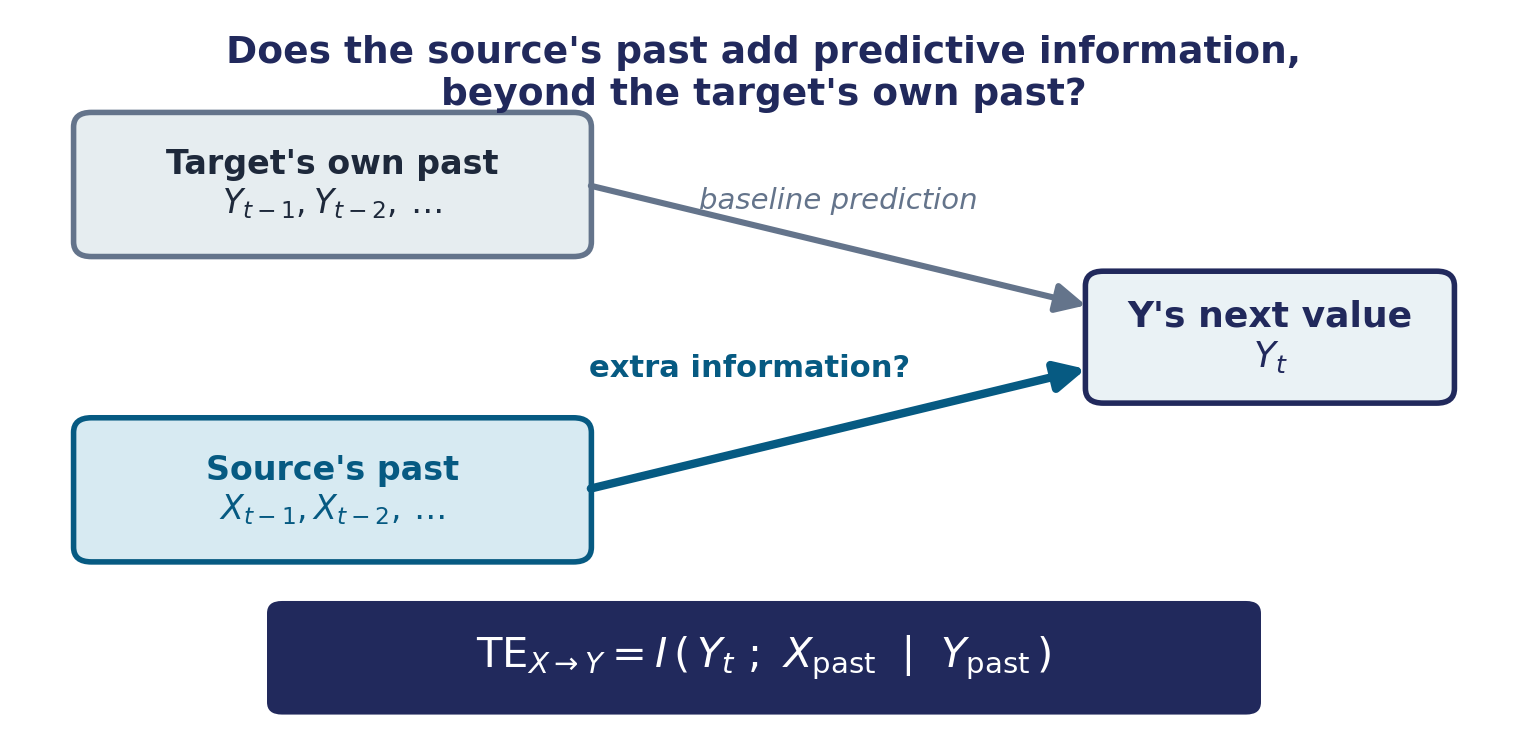 Does the source's past add predictive information,
beyond the target's own past?
Target's own past
Y_{t−1}, Y_{t−2}, …
baseline prediction
Y's next value
Y_t
extra information?
Source's past
X_{t−1}, X_{t−2}, …
TE_{X→Y} = I ( Y_t ; X_past | Y_past )